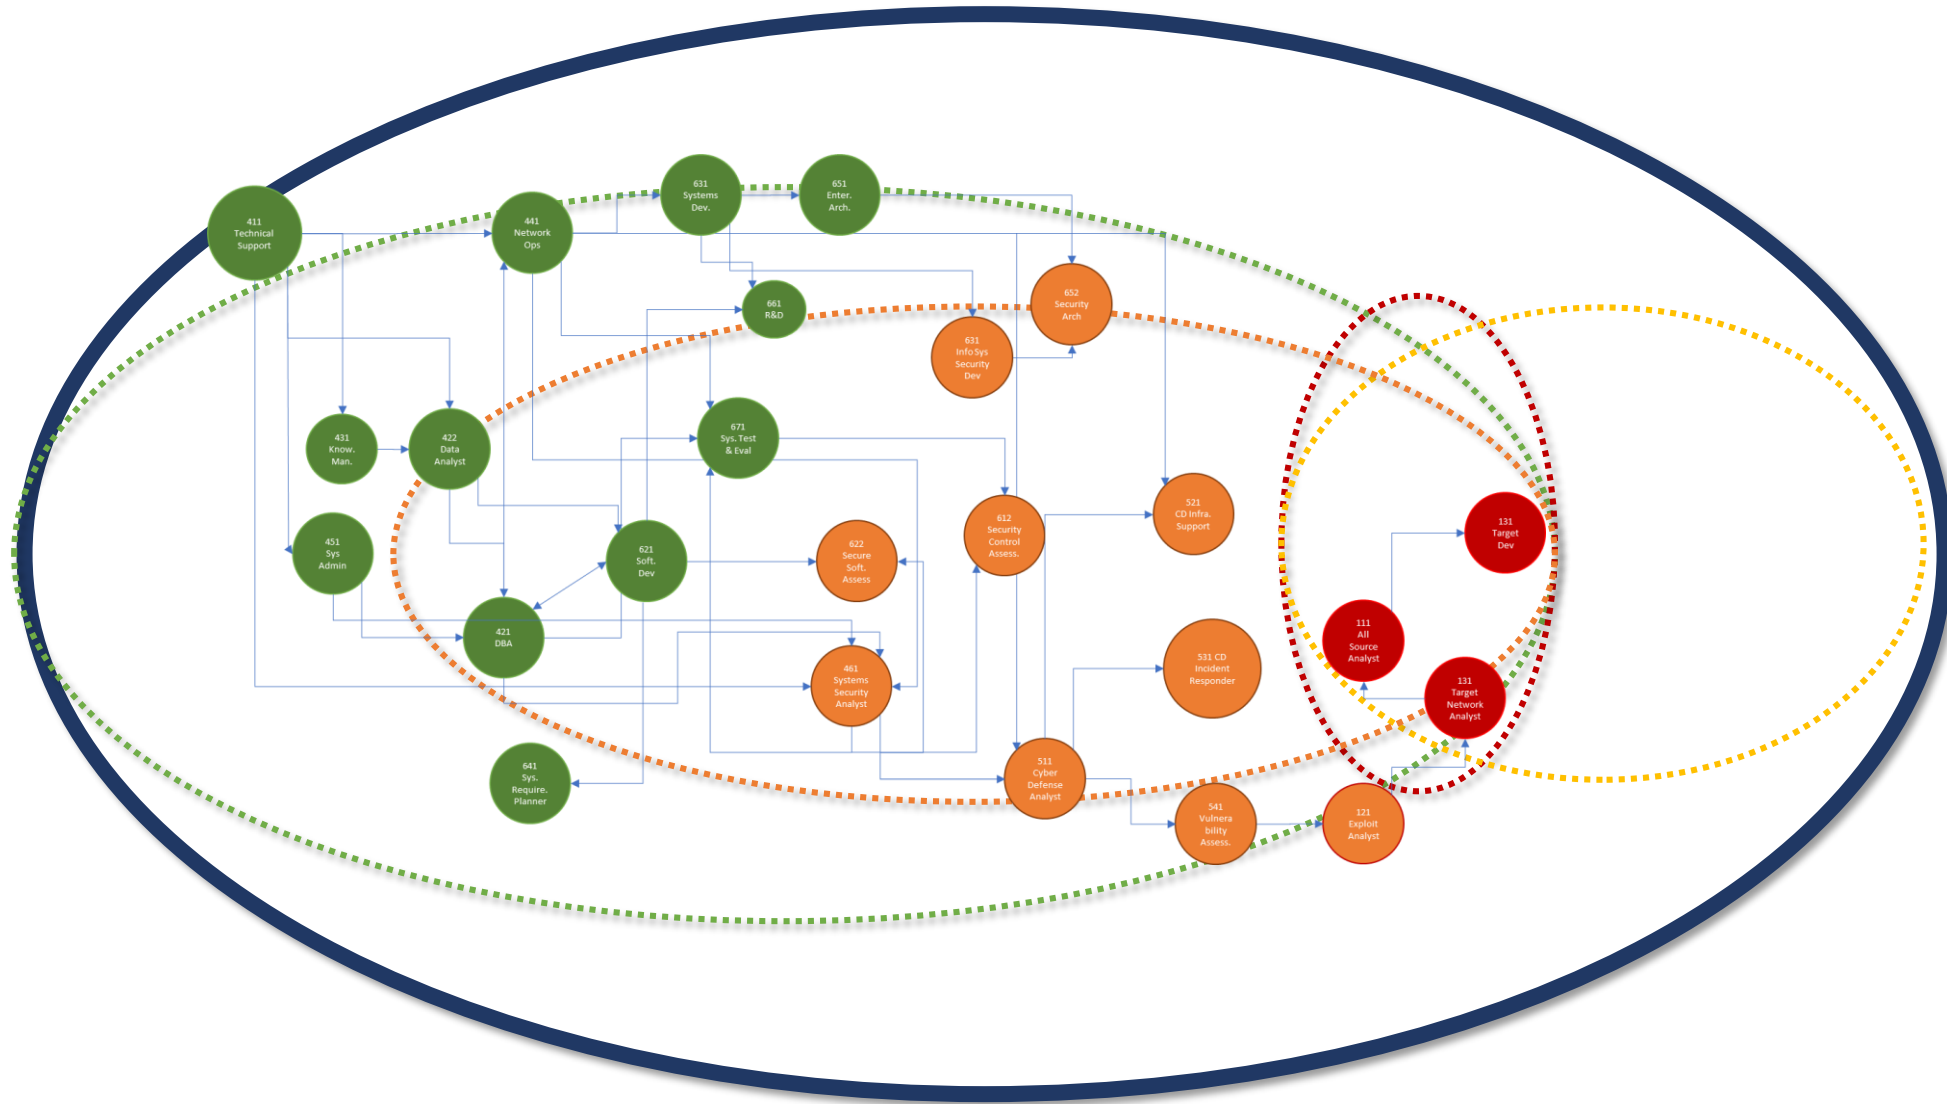 631
Systems
Dev.
651
Enter.
Arch.
411
Technical
Support
441
Network
Ops
661
R&D
652
Security
Arch
631
Info Sys
Security
Dev
431
Know.
Man.
422
Data
Analyst
671
Sys. Test
& Eval
451
Sys
Admin
621
Soft.
Dev
622
Secure
Soft.
Assess
612
Security
Control
Assess.
521
CD Infra.
Support
131
Target
Dev
421
DBA
461
Systems
Security
Analyst
531 CD
Incident
Responder
111
All
Source
Analyst
131
Target
Network
Analyst
641
Sys.
Require.
Planner
511
Cyber
Defense
Analyst
541
Vulnera
bility
Assess.
121
Exploit
Analyst